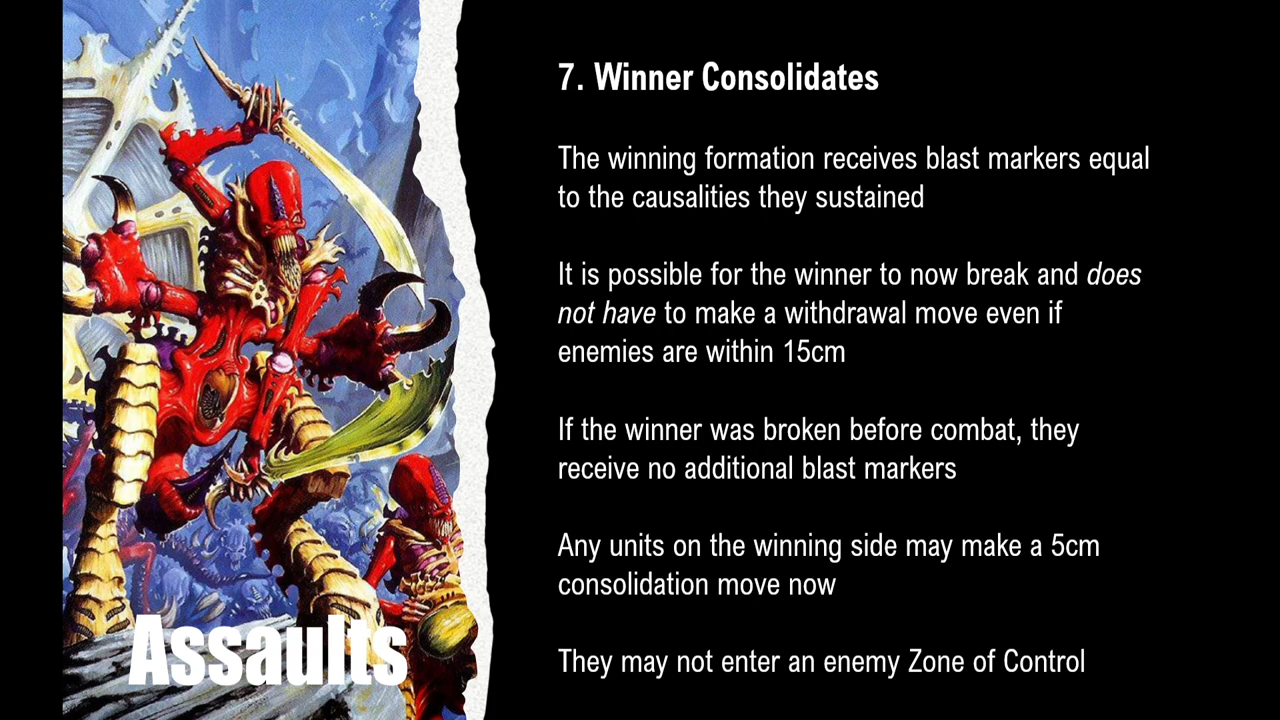 7. Winner Consolidates
The winning formation receives blast markers equal
to the causalities they sustained
It is possible for the winner to now break and does
not have to make a withdrawal move even if
enemies are within 15cm
If the winner was broken before combat, they
receive no additional blast markers
Any units on the winning side may make a 5cm
consolidation move now
They may not enter an enemy Zone of Control
Assaults